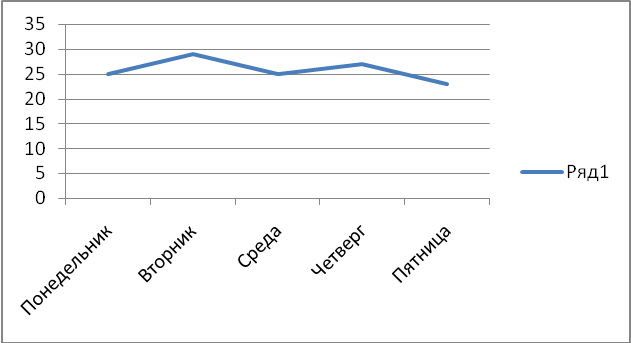 35
30
25
20
15
10
5
0
Понедельник
Вторник
Среда
Четверг
Пятница
Ряд1